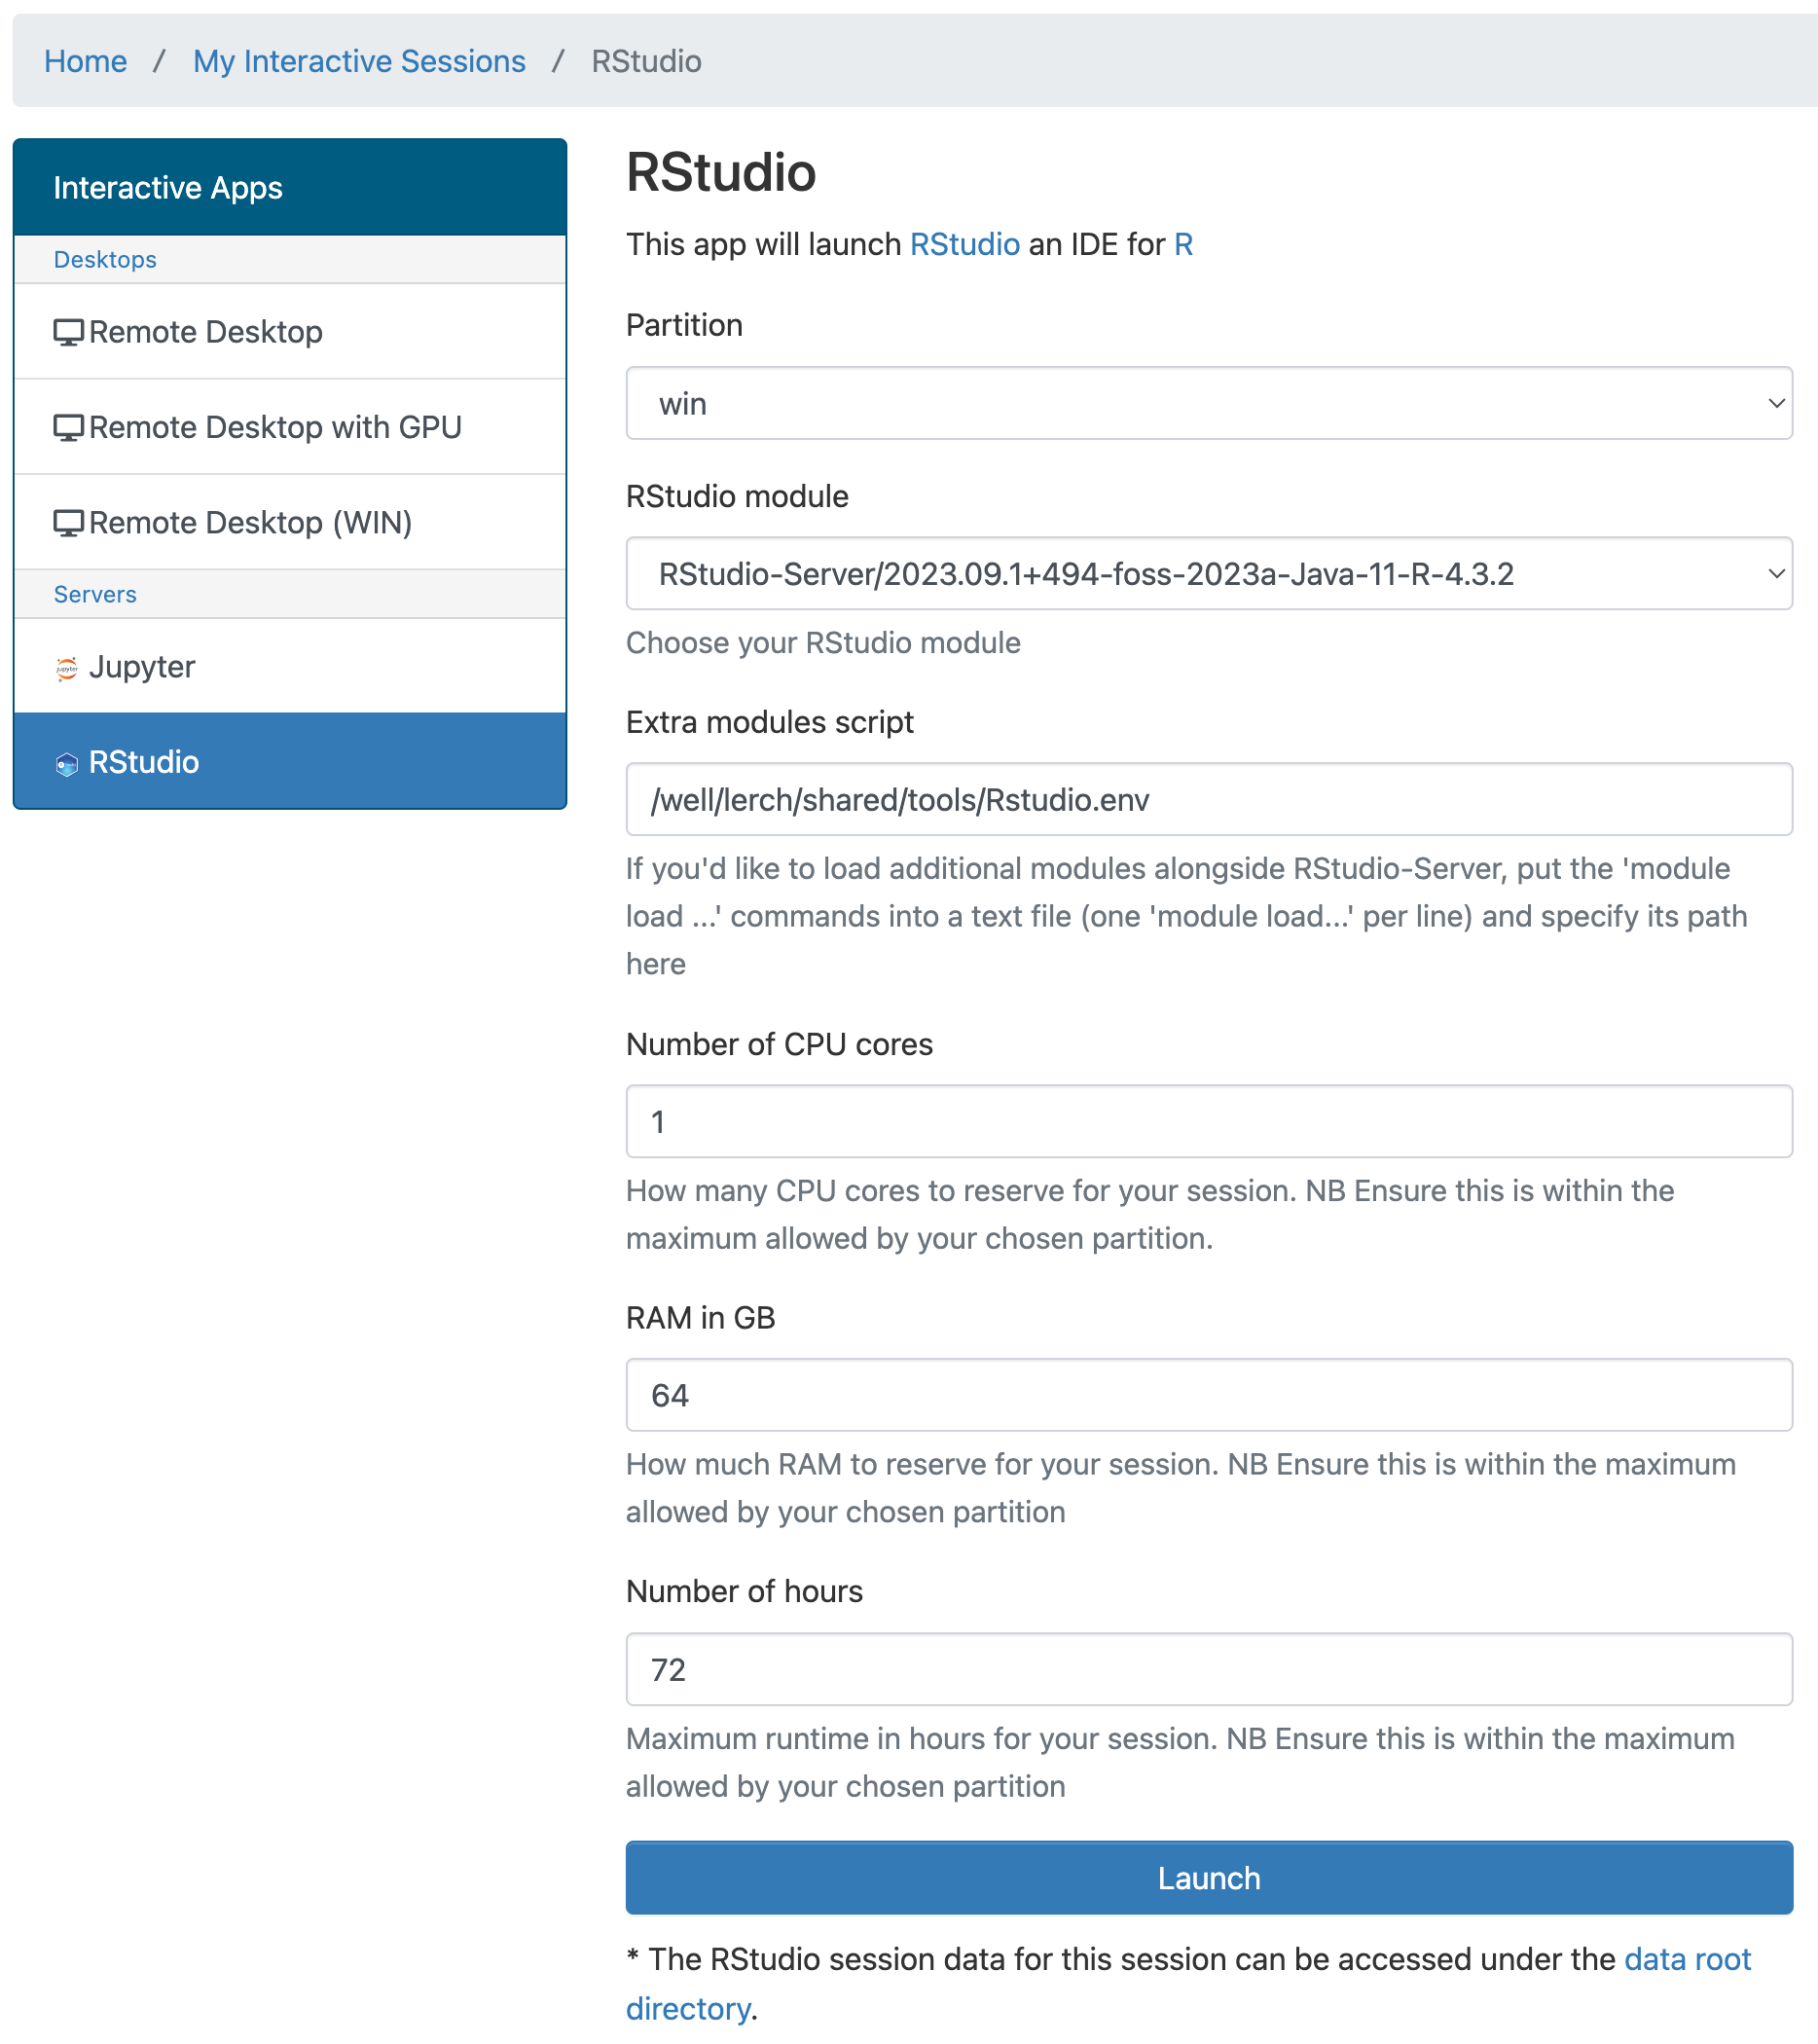 Home / My Interactive Sessions / RStudio
Interactive Apps
Desktops
Remote Desktop
Remote Desktop with GPU
Remote Desktop (WIN)
Servers
Jupyter
RStudio
RStudio
This app will launch RStudio an IDE for R
Partition
win
RStudio module
RStudio-Server/2023.09.1+494-foss-2023a-Java-11-R-4.3.2
Choose your RStudio module
Extra modules script
/well/lerch/shared/tools/Rstudio.env
If you'd like to load additional modules alongside RStudio-Server, put the 'module
load ...' commands into a text file (one 'module load...' per line) and specify its path
here
Number of CPU cores
1
How many CPU cores to reserve for your session. NB Ensure this is within the
maximum allowed by your chosen partition.
RAM in GB
64
How much RAM to reserve for your session. NB Ensure this is within the maximum
allowed by your chosen partition
Number of hours
72
Maximum runtime in hours for your session. NB Ensure this is within the maximum
allowed by your chosen partition
Launch
* The RStudio session data for this session can be accessed under the data root
directory.